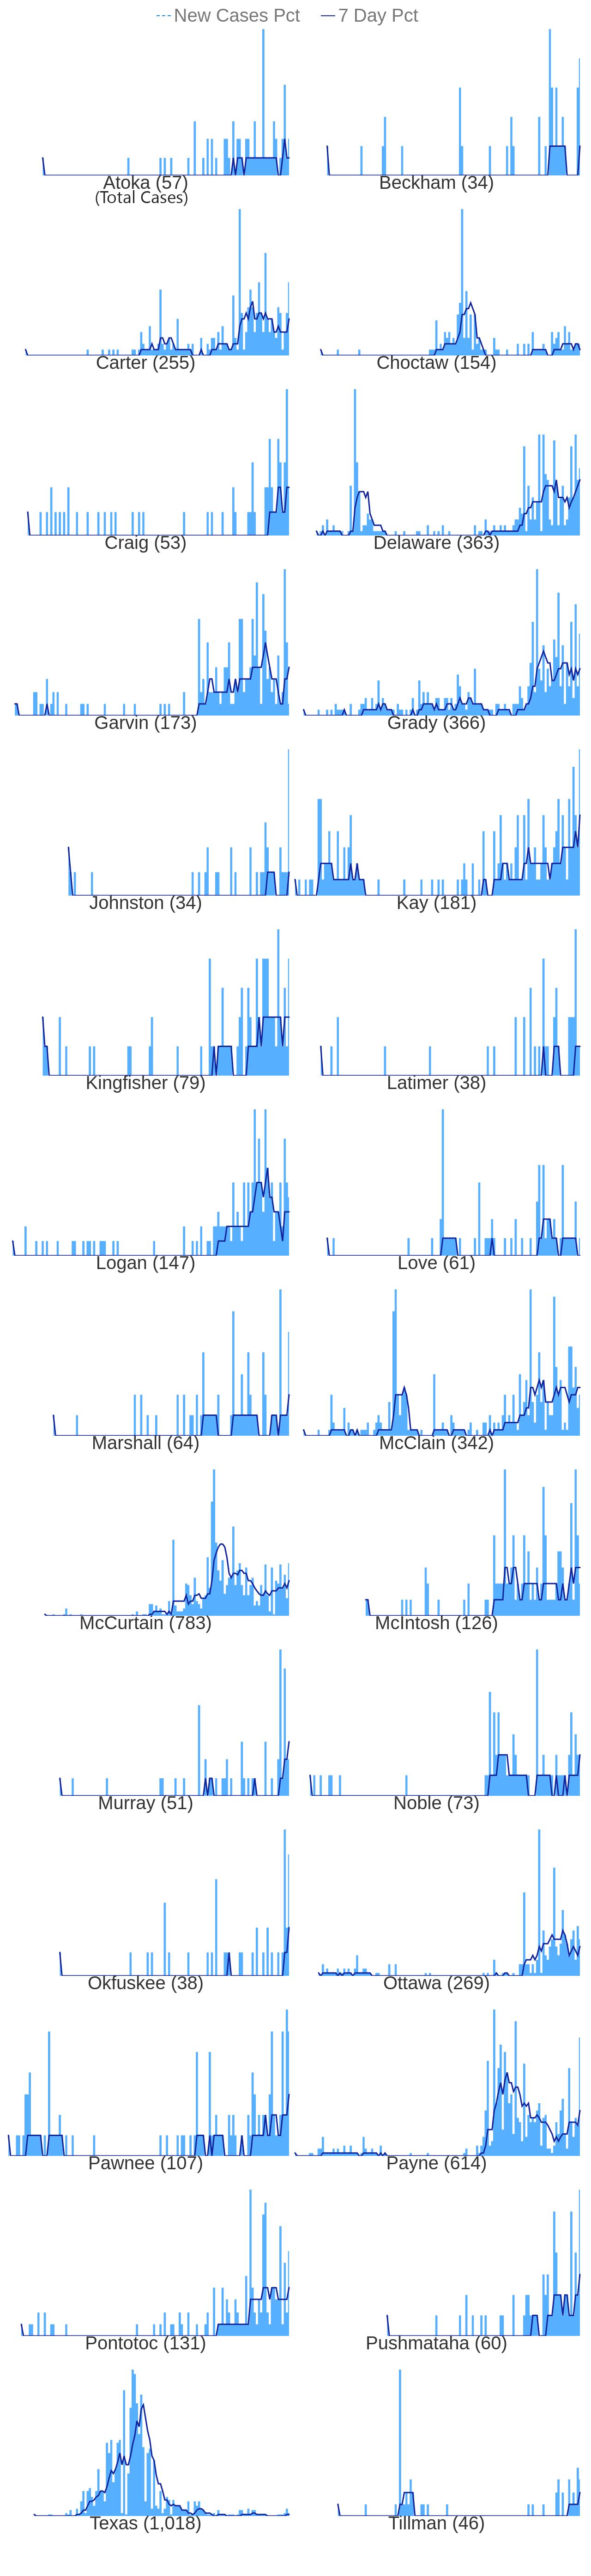 New Cases Pct 7 Day Pct
Atoka (57) Beckham (34)
(Total Cases)
Carter (255) Choctaw (154)
Craig (53) Delaware (363)
Garvin (173) Grady (366)
Johnston (34) Kay (181)
Kingfisher (79) Latimer (38)
Logan (147) Love (61)
Marshall (64) McClain (342)
McCurtain (783) McIntosh (126)
Murray (51) Noble (73)
Okfuskee (38) Ottawa (269)
Pawnee (107) Payne (614)
Pontotoc (131) Pushmataha (60)
Texas (1,018) Tillman (46)